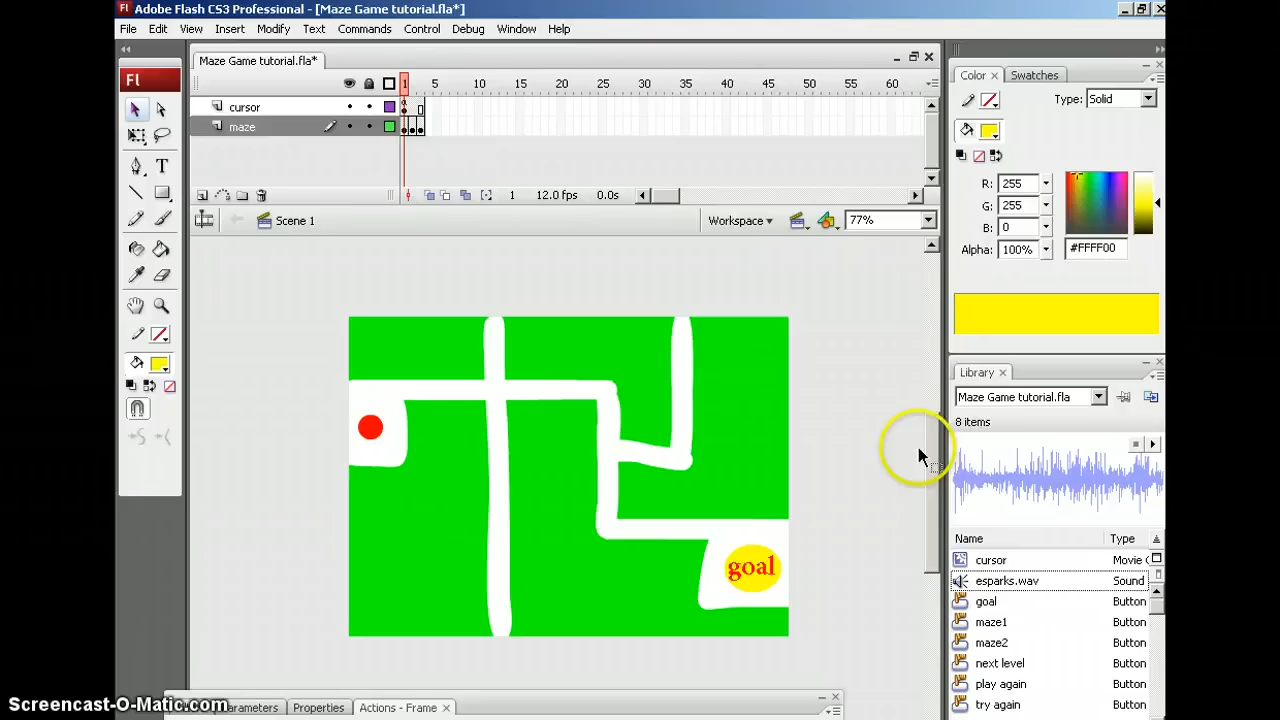 Fl Adobe Flash CS3 Professional - [Maze Game tutorial.fla*]
File Edit View Insert Modify Text Commands Control Debug Window Help
Maze Game tutorial.fla*
Fl
1 5 10 15 20 25 30 35 40 45 50 55 60
cursor
maze
1 12.0 fps 0.0s
Scene 1
Workspace
77%
goal
Color Swatches
Type: Solid
R: 255
G: 255
B: 0
Alpha: 100%
#FFFF00
Library
Maze Game tutorial.fla
8 items
Name Type
cursor Movie
esparks.wav Sound
goal Button
maze1 Button
maze2 Button
next level Button
play again Button
try again Button
Properties Actions - Frame
Screencast-O-Matic.com